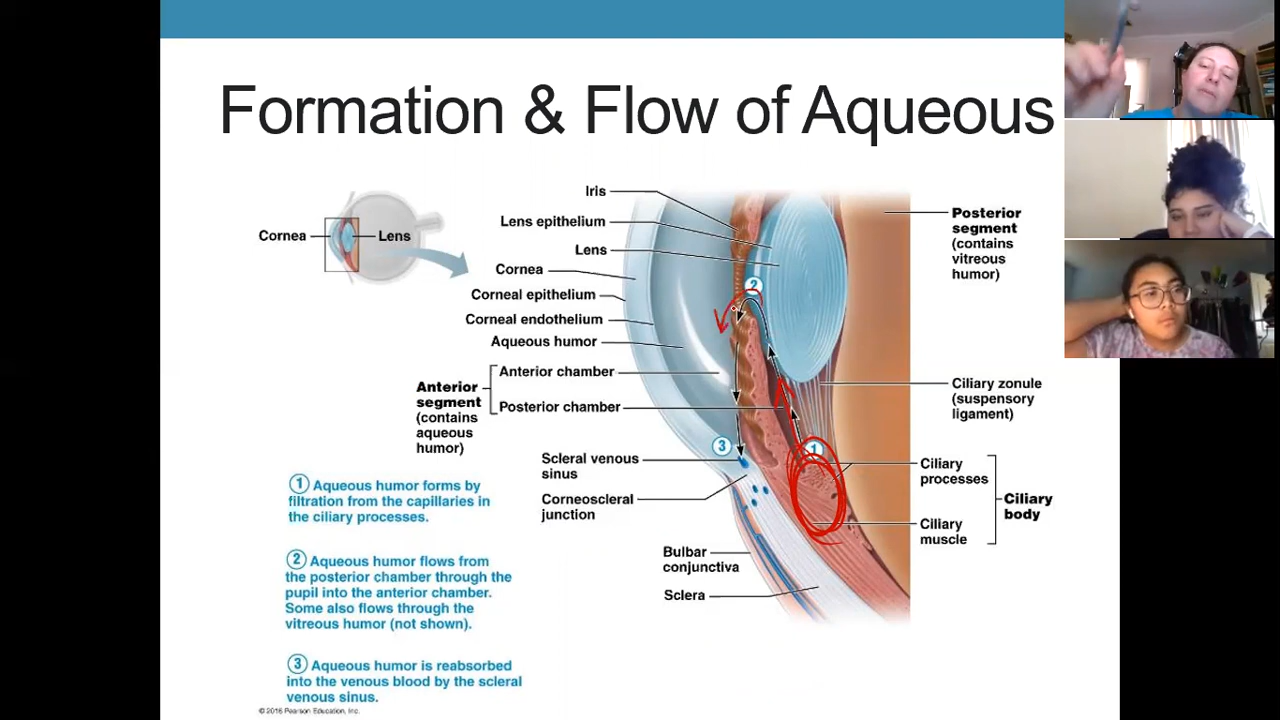 Formation & Flow of Aqueous
Iris
Lens epithelium
Lens
Cornea
Corneal epithelium
Corneal endothelium
Aqueous humor
Anterior chamber
Posterior chamber
Anterior
segment
(contains
aqueous
humor)
Cornea
Lens
Scleral venous
sinus
Corneoscleral
junction
Bulbar
conjunctiva
Sclera
Posterior
segment
(contains
vitreous
humor)
Ciliary zonule
(suspensory
ligament)
Ciliary
processes
Ciliary
muscle
Ciliary
body
2
1
3
1 Aqueous humor forms by
filtration from the capillaries in
the ciliary processes.
2 Aqueous humor flows from
the posterior chamber through the
pupil into the anterior chamber.
Some also flows through the
vitreous humor (not shown).
3 Aqueous humor is reabsorbed
into the venous blood by the scleral
venous sinus.
© 2016 Pearson Education, Inc.